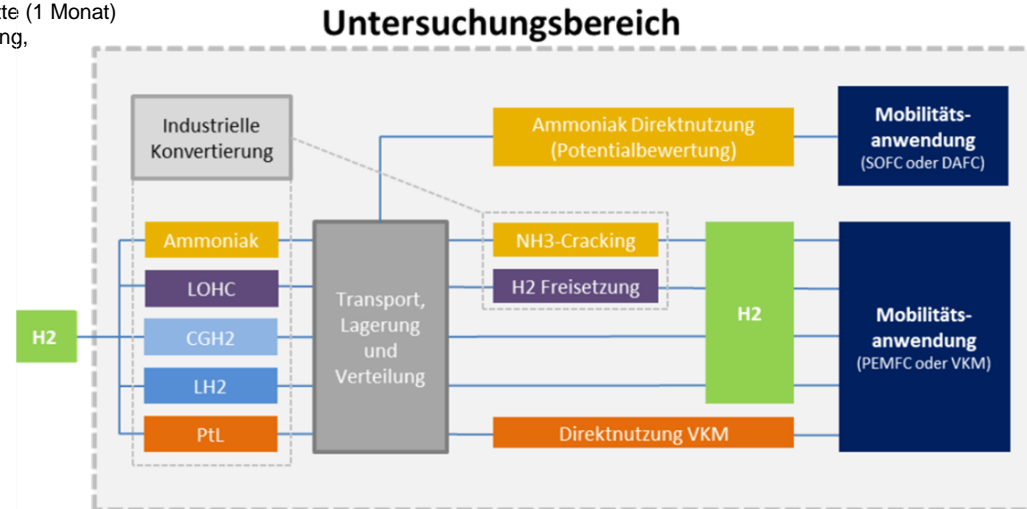 tte (1 Monat)
ng,
Untersuchungsbereich
Industrielle
Konvertierung
Ammoniak Direktnutzung
(Potentialbewertung)
Mobilitäts-
anwendung
(SOFC oder DAFC)
H2
Ammoniak
LOHC
CGH2
LH2
PtL
Transport,
Lagerung
und
Verteilung
NH3-Cracking
H2 Freisetzung
Direktnutzung VKM
H2
Mobilitäts-
anwendung
(PEMFC oder VKM)